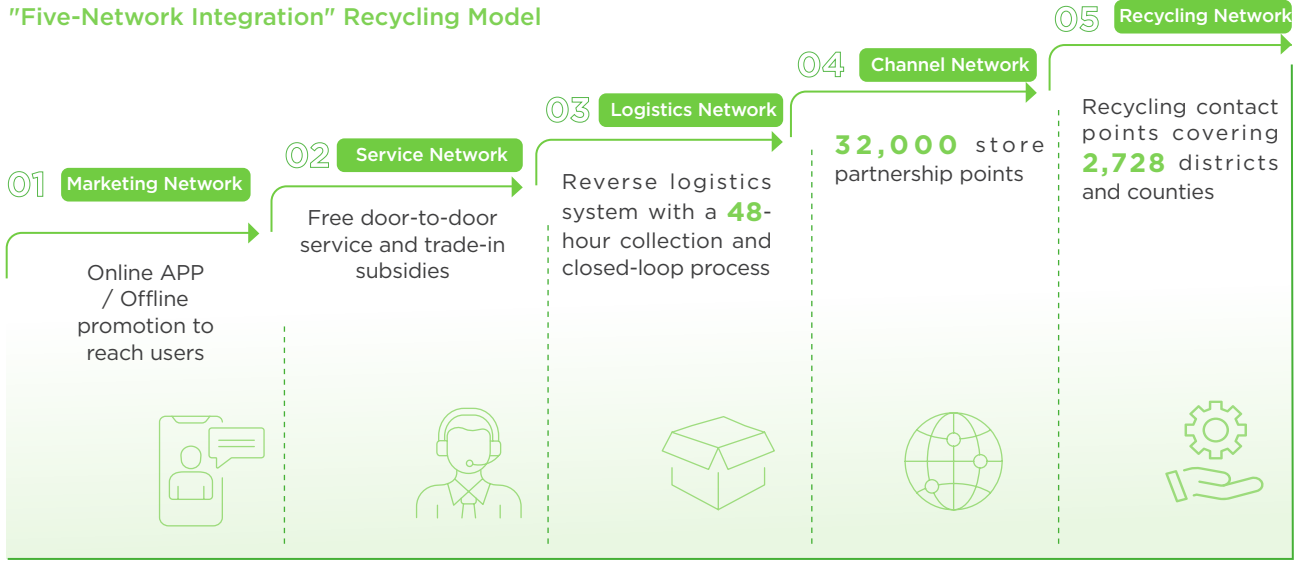 "Five-Network Integration" Recycling Model
01 Marketing Network
Online APP
/ Offline
promotion to
reach users
02 Service Network
Free door-to-door
service and trade-in
subsidies
03 Logistics Network
Reverse logistics
system with a 48-
hour collection and
closed-loop process
04 Channel Network
32,000 store
partnership points
05 Recycling Network
Recycling contact
points covering
2,728 districts
and counties